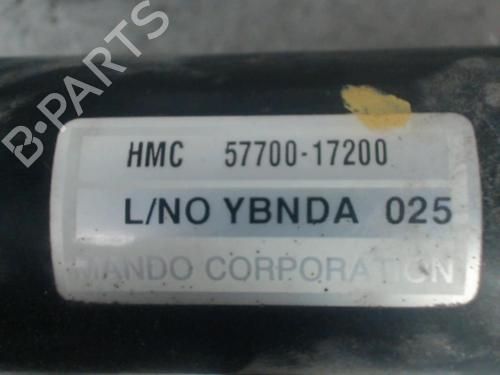 B-PARTS
HMC 57700-17200
L/NO YBNDA 025
MANDO CORPORATION